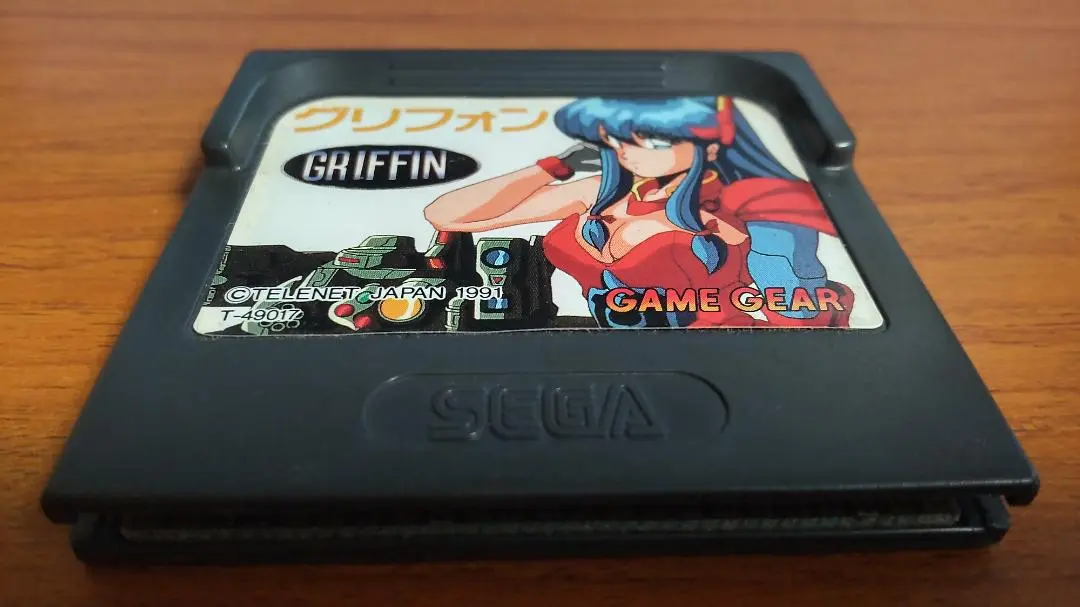 グリフォン
GRIFFIN
©TELENET JAPAN 1991
T-49017
GAME GEAR
SEGA